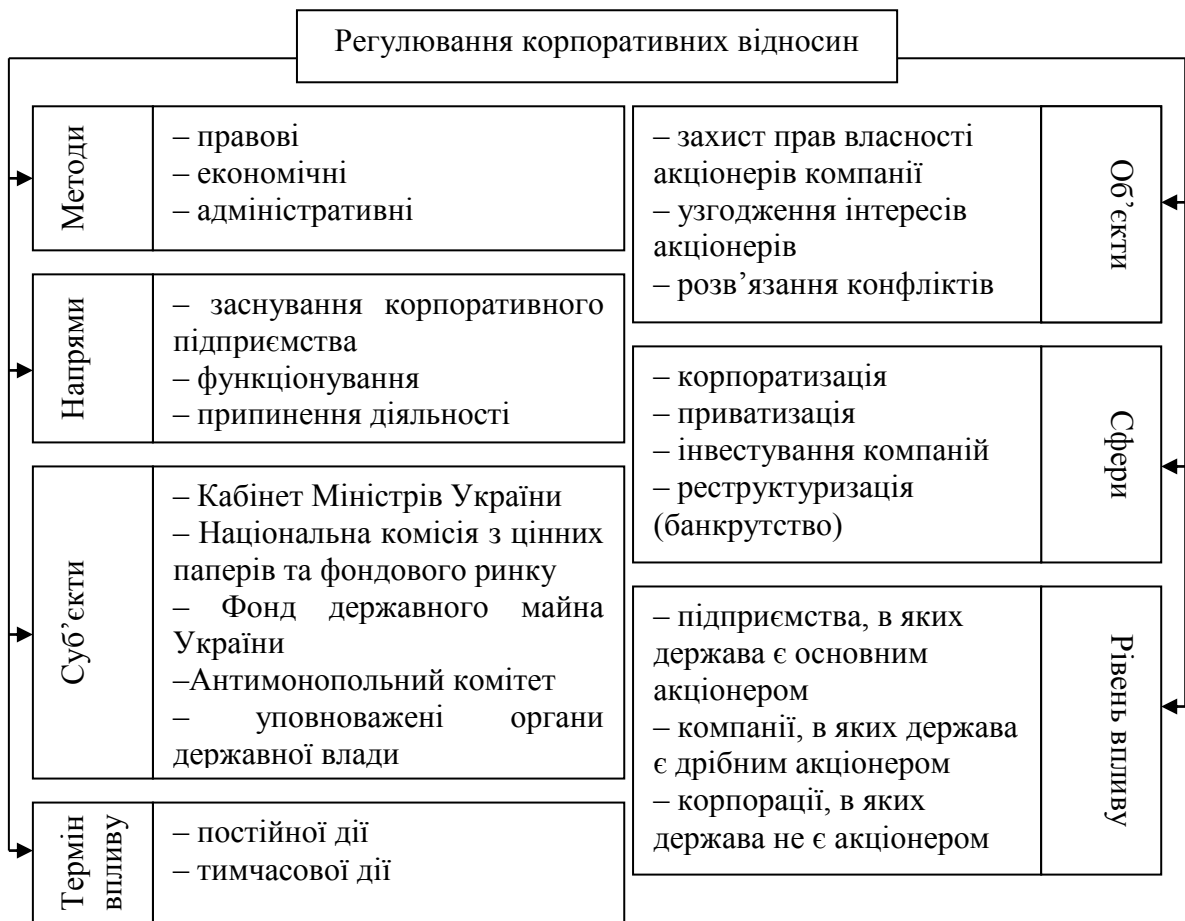 Регулювання корпоративних відносин
Методи
– правові
– економічні
– адміністративні
Напрями
– заснування корпоративного
підприємства
– функціонування
– припинення діяльності
Суб’єкти
– Кабінет Міністрів України
– Національна комісія з цінних
паперів та фондового ринку
– Фонд державного майна
України
–Антимонопольний комітет
– уповноважені органи
державної влади
Термін
впливу
– постійної дії
– тимчасової дії
– захист прав власності
акціонерів компанії
– узгодження інтересів
акціонерів
– розв’язання конфліктів
Об’єкти
– корпоратизація
– приватизація
– інвестування компаній
– реструктуризація
(банкрутство)
Сфери
– підприємства, в яких
держава є основним
акціонером
– компанії, в яких держава
є дрібним акціонером
– корпорації, в яких
держава не є акціонером
Рівень впливу